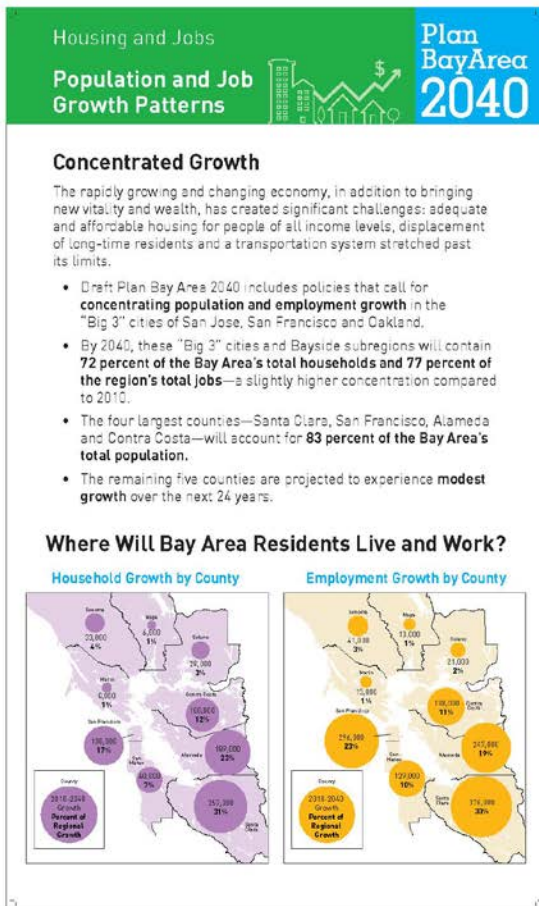 Housing and Jobs
Population and Job
Growth Patterns
$
Plan
BayArea
2040
Concentrated Growth
The rapidly growing and changing economy, in addition to bringing
new vitality and wealth, has created significant challenges: adequate
and affordable housing for people of all income levels, displacement
of long-time residents and a transportation system stretched past
its limits.
• Draft Plan Bay Area 2040 includes policies that call for
concentrating population and employment growth in the
“Big 3” cities of San Jose, San Francisco and Oakland.
• By 2040, these “Big 3” cities and Bayside subregions will contain
72 percent of the Bay Area’s total households and 77 percent of
the region’s total jobs—a slightly higher concentration compared
to 2010.
• The four largest counties—Santa Clara, San Francisco, Alameda
and Contra Costa—will account for 83 percent of the Bay Area’s
total population.
• The remaining five counties are projected to experience modest
growth over the next 24 years.
Where Will Bay Area Residents Live and Work?
Household Growth by County
Sonoma
4%
Napa
1%
Solano
3%
Marin
1%
Contra Costa
12%
San Francisco
17%
Alameda
San
Mateo
7%
Santa
Clara
31%
County
2010-2040
Growth
Percent of
Regional
Growth
Employment Growth by County
Sonoma
3%
Napa
1%
Solano
2%
Marin
1%
Contra
Costa
11%
San Francisco
Alameda
19%
San
Mateo
10%
Santa
Clara
County
2010-2040
Growth
Percent of
Regional
Growth